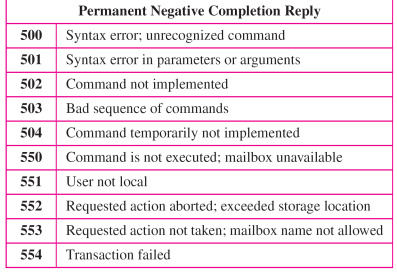 Permanent Negative Completion Reply
500 Syntax error; unrecognized command
501 Syntax error in parameters or arguments
502 Command not implemented
503 Bad sequence of commands
504 Command temporarily not implemented
550 Command is not executed; mailbox unavailable
551 User not local
552 Requested action aborted; exceeded storage location
553 Requested action not taken; mailbox name not allowed
554 Transaction failed